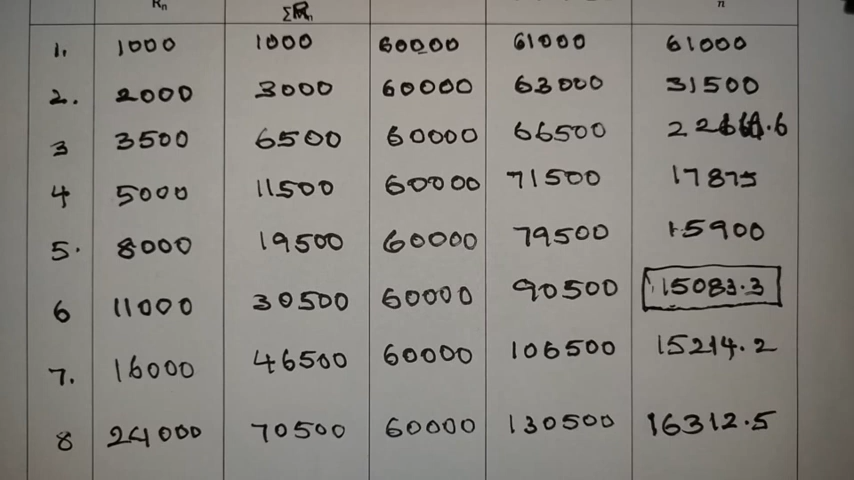 Rn n
ΣRn
1. 1000 1000 60000 61000 61000
2. 2000 3000 60000 63000 31500
3 3500 6500 60000 66500
4 5000 11500 60000 71500 17875
5. 8000 19500 60000 79500 15900
6 11000 30500 60000 90500 15083.3
7. 16000 46500 60000 106500 15214.2
8 24000 70500 60000 130500 16312.5